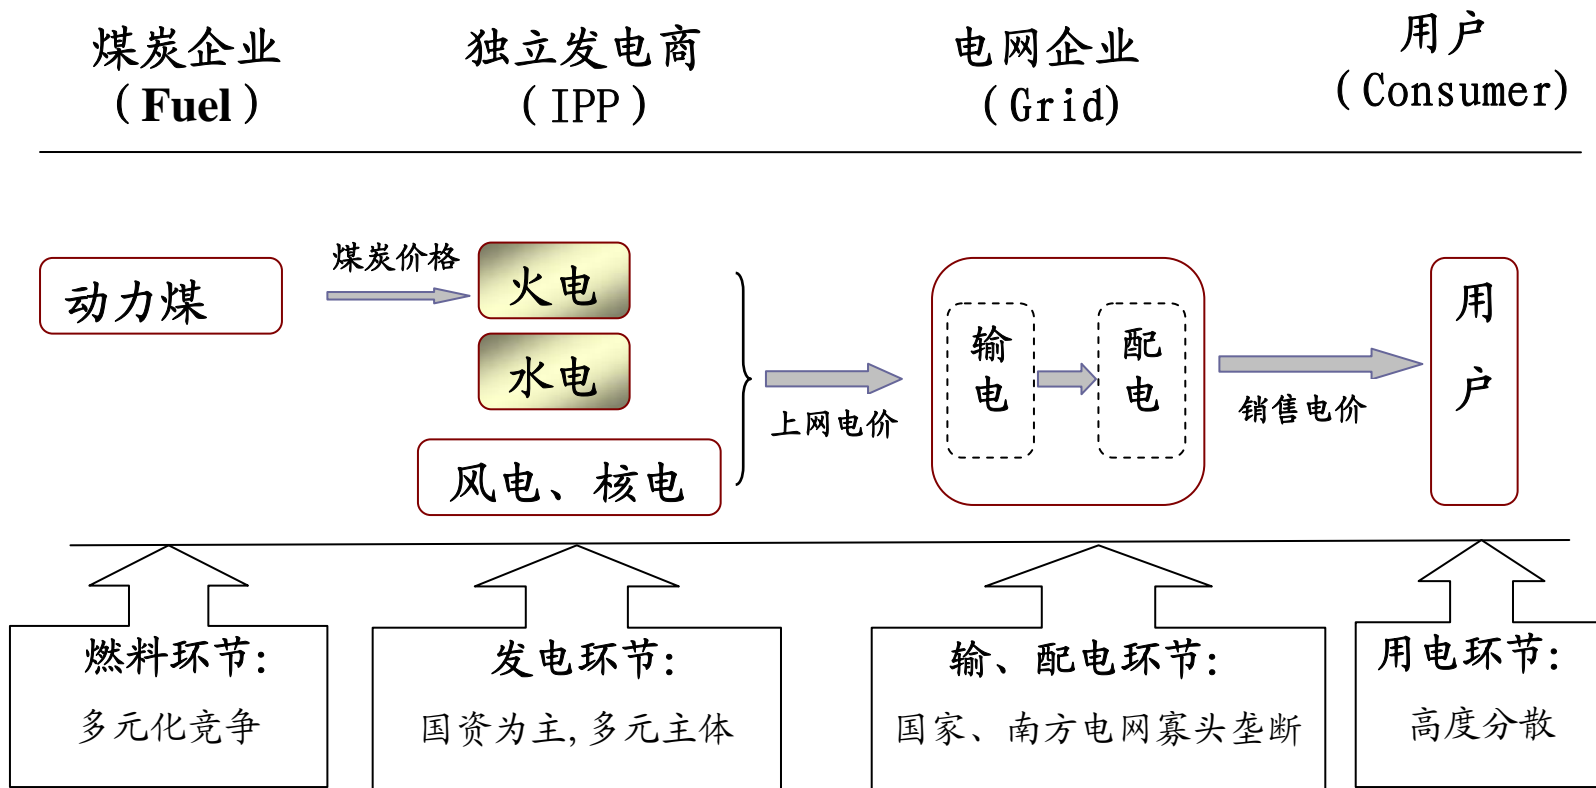 煤炭企业
（Fuel）
独立发电商
（IPP）
电网企业
（Grid)
用户
（Consumer)
动力煤
煤炭价格
火电
水电
风电、核电
上网电价
输电
配电
销售电价
用户
燃料环节：
多元化竞争
发电环节：
国资为主,多元主体
输、配电环节：
国家、南方电网寡头垄断
用电环节：
高度分散